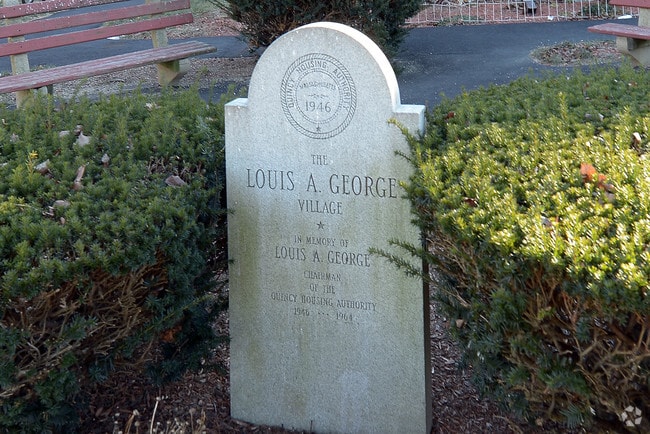 QUINCY HOUSING AUTHORITY
MASSACHUSETTS
1946
THE
LOUIS A. GEORGE
VILLAGE
IN MEMORY OF
LOUIS A. GEORGE
CHAIRMAN
OF THE
QUINCY HOUSING AUTHORITY
1946 --- 1964